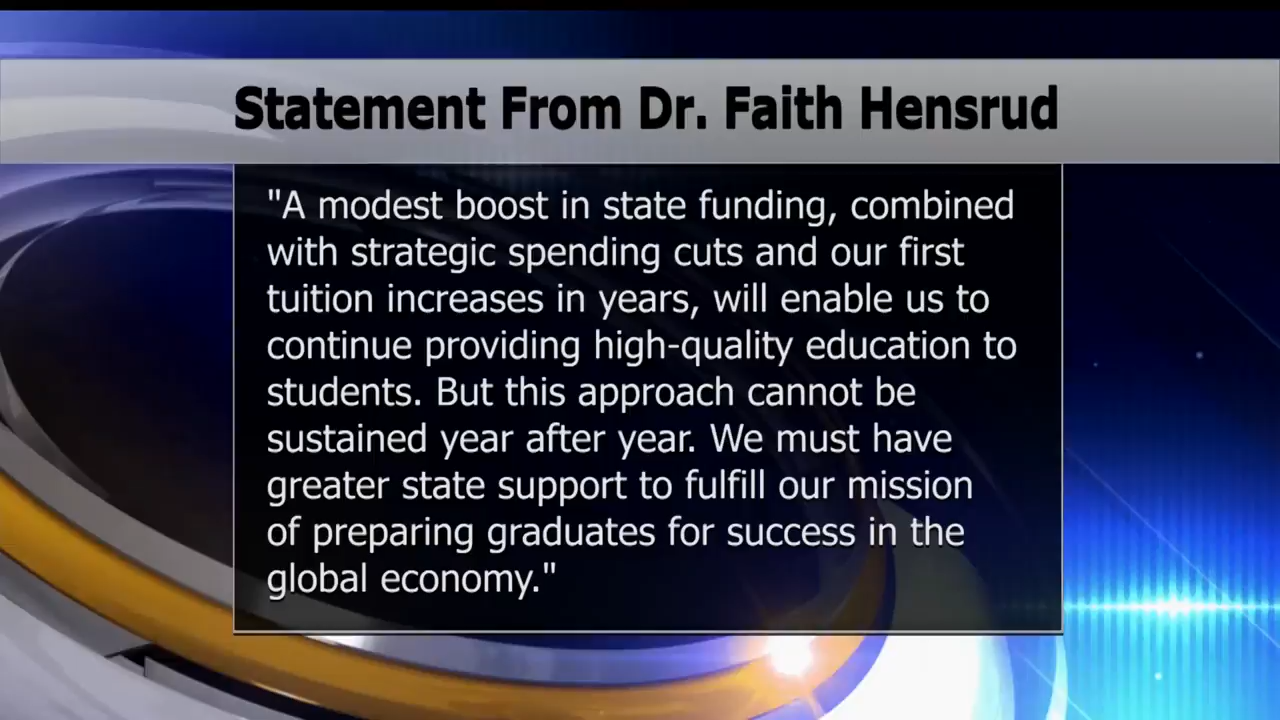 Statement From Dr. Faith Hensrud
"A modest boost in state funding, combined
with strategic spending cuts and our first
tuition increases in years, will enable us to
continue providing high-quality education to
students. But this approach cannot be
sustained year after year. We must have
greater state support to fulfill our mission
of preparing graduates for success in the
global economy."